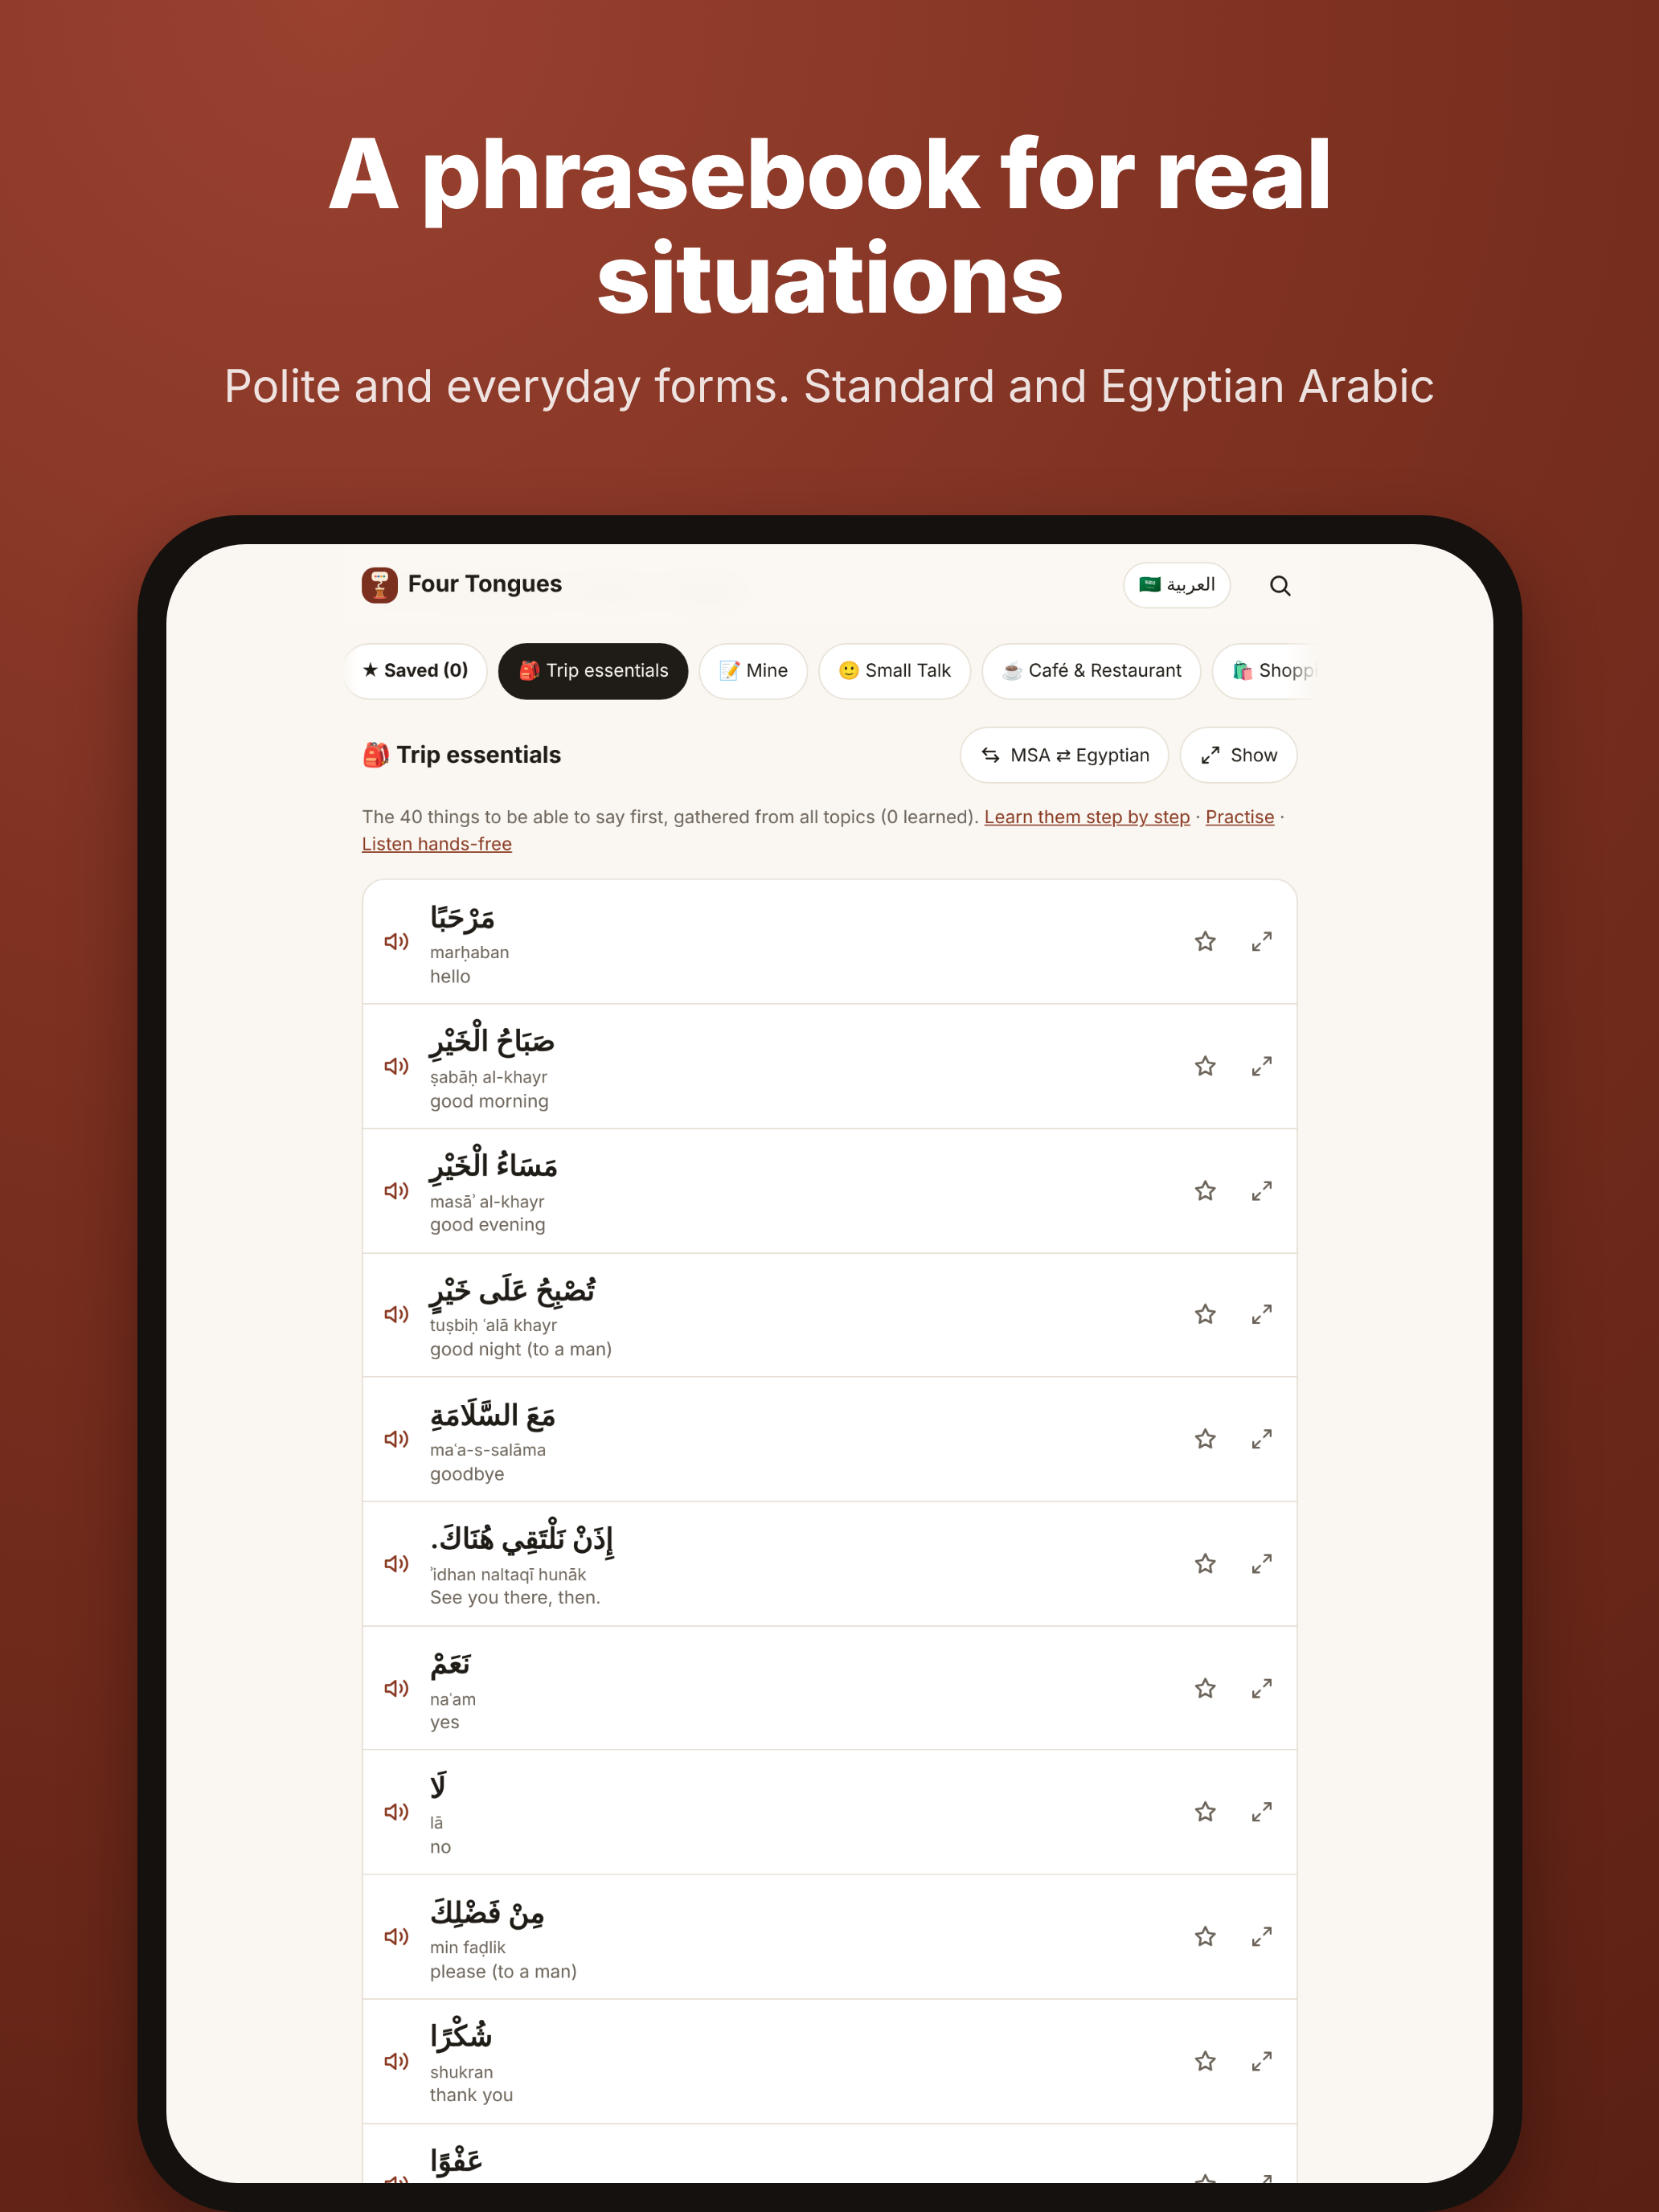 A phrasebook for real
situations
Polite and everyday forms. Standard and Egyptian Arabic
Four Tongues
العربية
★ Saved (0)
Trip essentials
Mine
Small Talk
Café & Restaurant
Shopp
Trip essentials
MSA ⇄ Egyptian
Show
The 40 things to be able to say first, gathered from all topics (0 learned). Learn them step by step · Practise ·
Listen hands-free
مَرْحَبًا
marḥaban
hello
صَبَاحُ الْخَيْرِ
ṣabāḥ al-khayr
good morning
مَسَاءُ الْخَيْرِ
masāʾ al-khayr
good evening
تُصْبِحُ عَلَى خَيْرٍ
tuṣbiḥ ʿalā khayr
good night (to a man)
مَعَ السَّلَامَةِ
maʿa-s-salāma
goodbye
إِذَنْ نَلْتَقِي هُنَاكَ.
ʾidhan naltaqī hunāk
See you there, then.
نَعَمْ
naʿam
yes
لَا
lā
no
مِنْ فَضْلِكَ
min faḍlik
please (to a man)
شُكْرًا
shukran
thank you
عَفْوًا